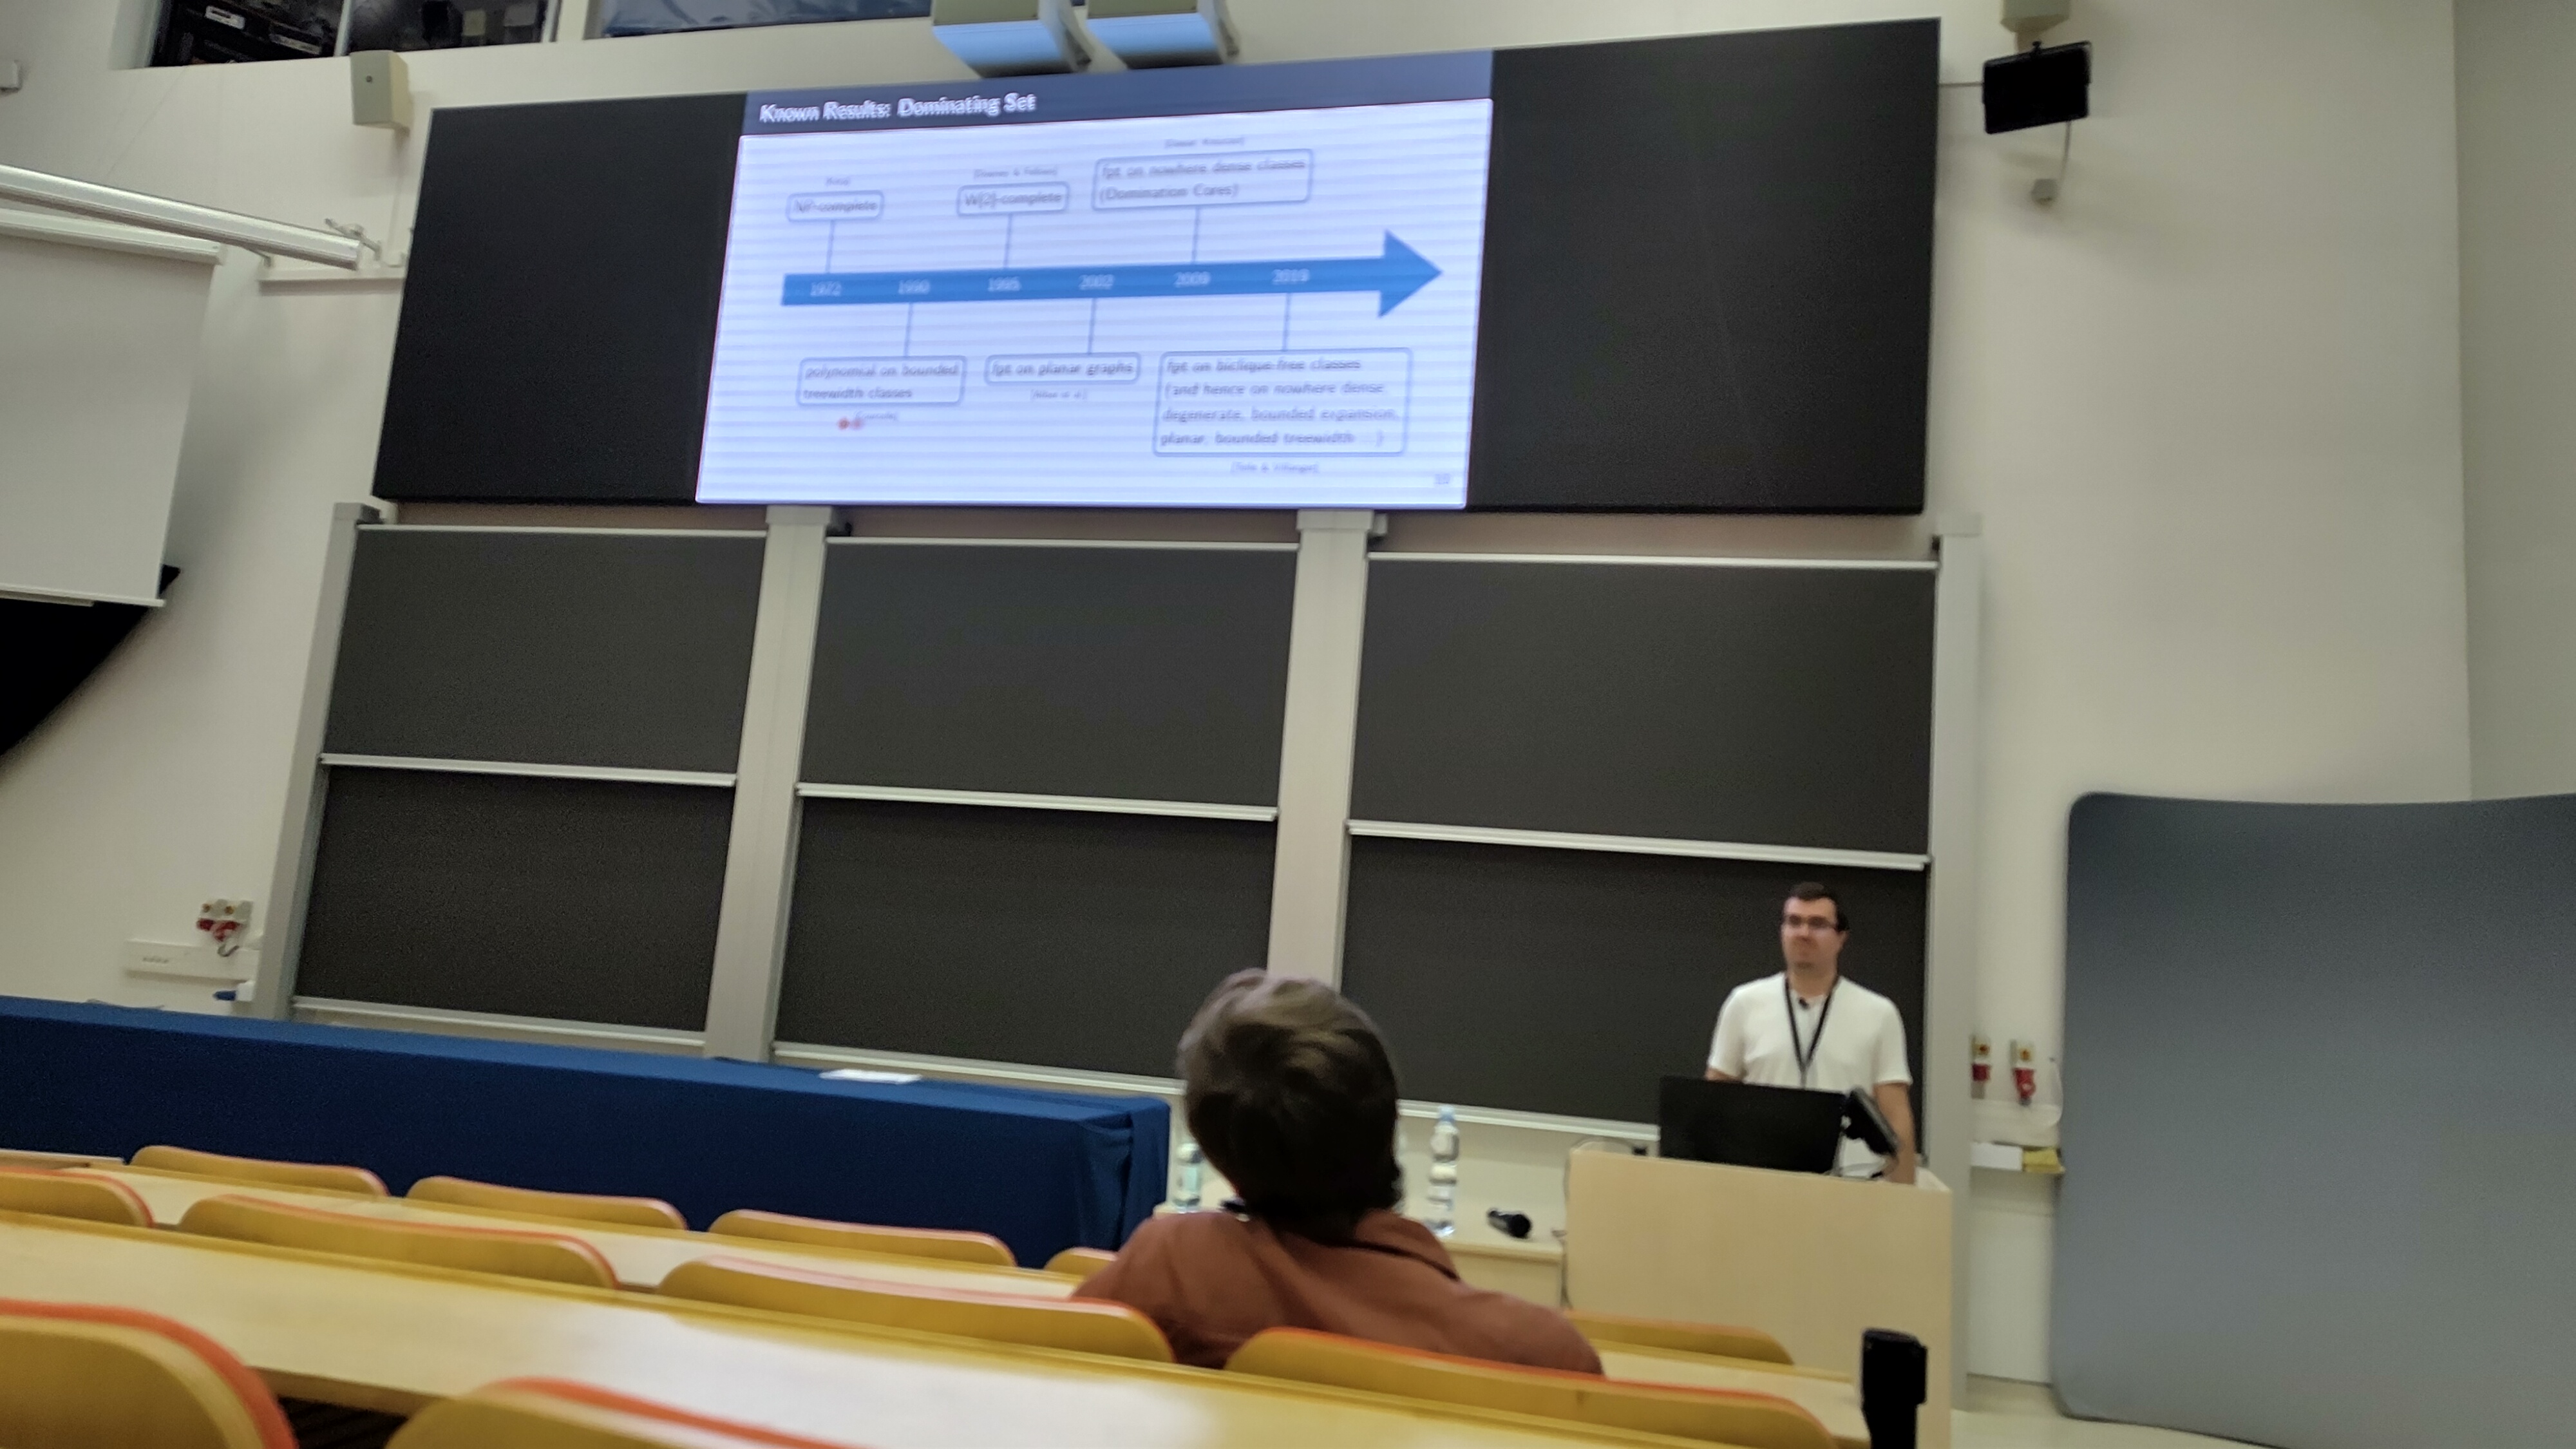 Known Results: Dominating Set
[Downey & Fellows]
NP-complete
W[2]-complete
fpt on nowhere dense classes
(Domination Cores)
1972 1990 1995 2002 2009 2019
polynomial on bounded
treewidth classes
fpt on planar graphs
fpt on biclique-free classes
(and hence on nowhere dense,
degenerate, bounded expansion,
planar, bounded treewidth ...)